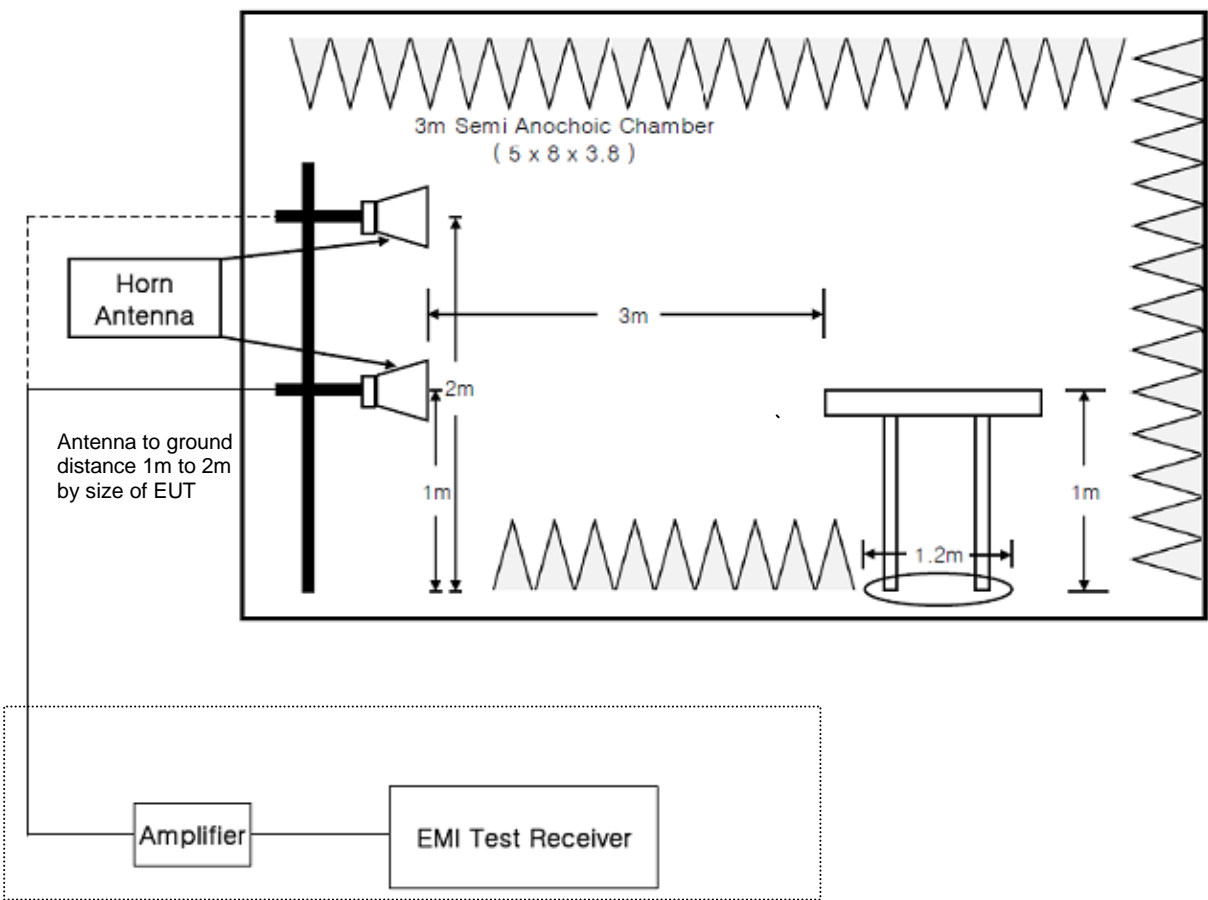 3m Semi Anochoic Chamber
( 5 x 8 x 3.8 )
Horn
Antenna
3m
2m
Antenna to ground
distance 1m to 2m
by size of EUT
1m
1m
1.2m
Amplifier
EMI Test Receiver